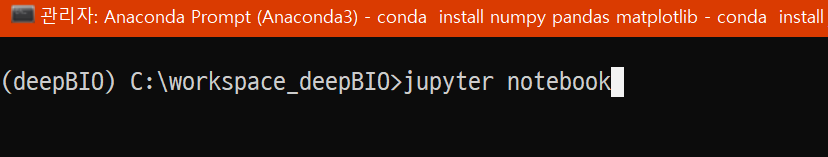 관리자: Anaconda Prompt (Anaconda3) - conda  install numpy pandas matplotlib - conda  install
(deepBIO) C:\workspace_deepBIO>jupyter notebook